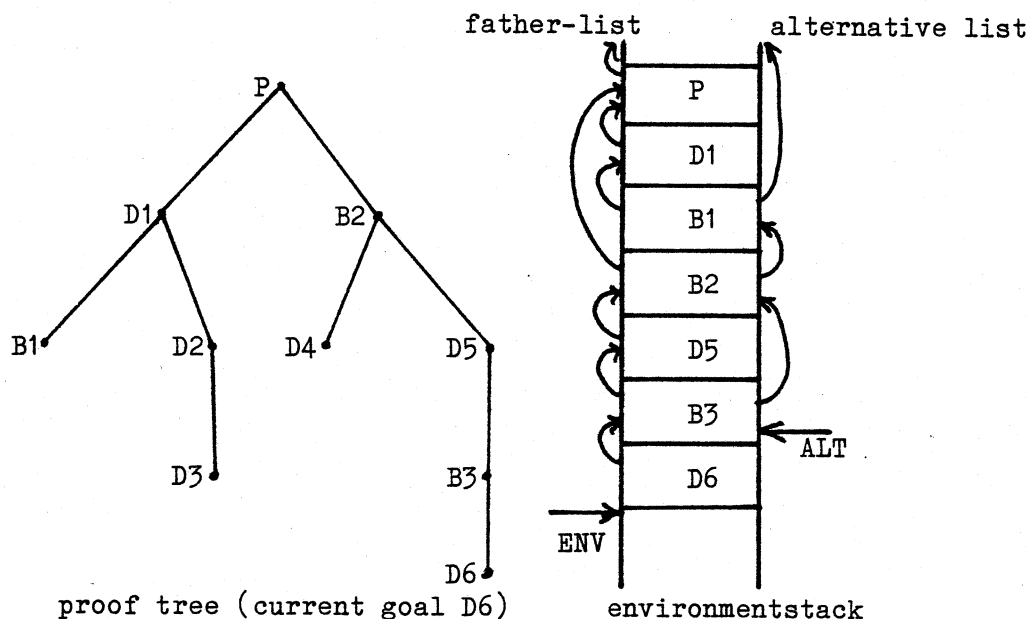 father-list
alternative list
P
D1
B2
B1
D2
D4
D5
D3
B3
D6
proof tree (current goal D6)
P
D1
B1
B2
D5
B3
D6
ALT
ENV
environmentstack